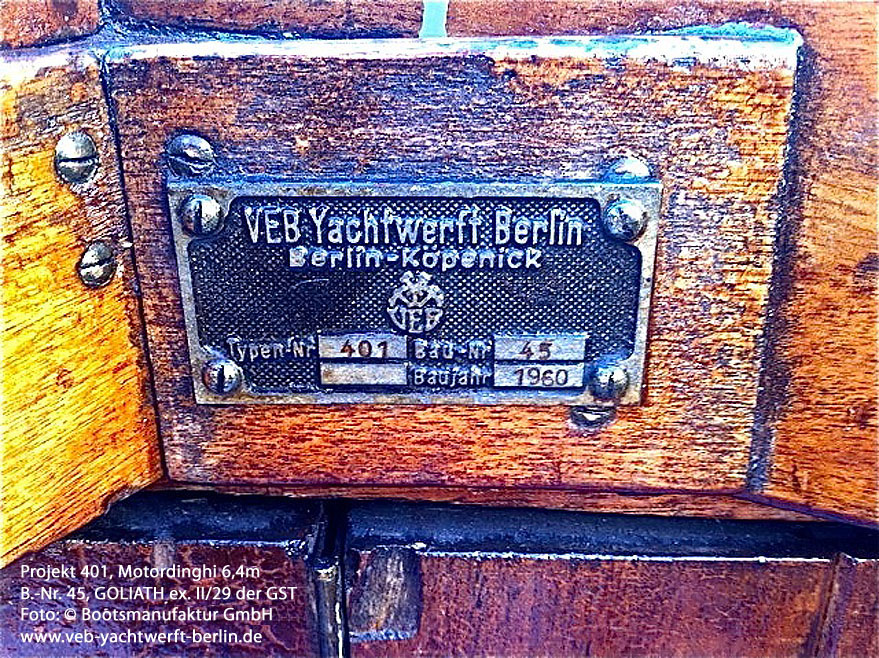 VEB Yachtwerft Berlin
Berlin-Köpenick
VEB
Typen-Nr 401 Bau-Nr 45
Baujahr 1960
Projekt 401, Motordinghi 6,4m
B.-Nr. 45, GOLIATH ex. II/29 der GST
Foto: © Bootsmanufaktur GmbH
www.veb-yachtwerft-berlin.de